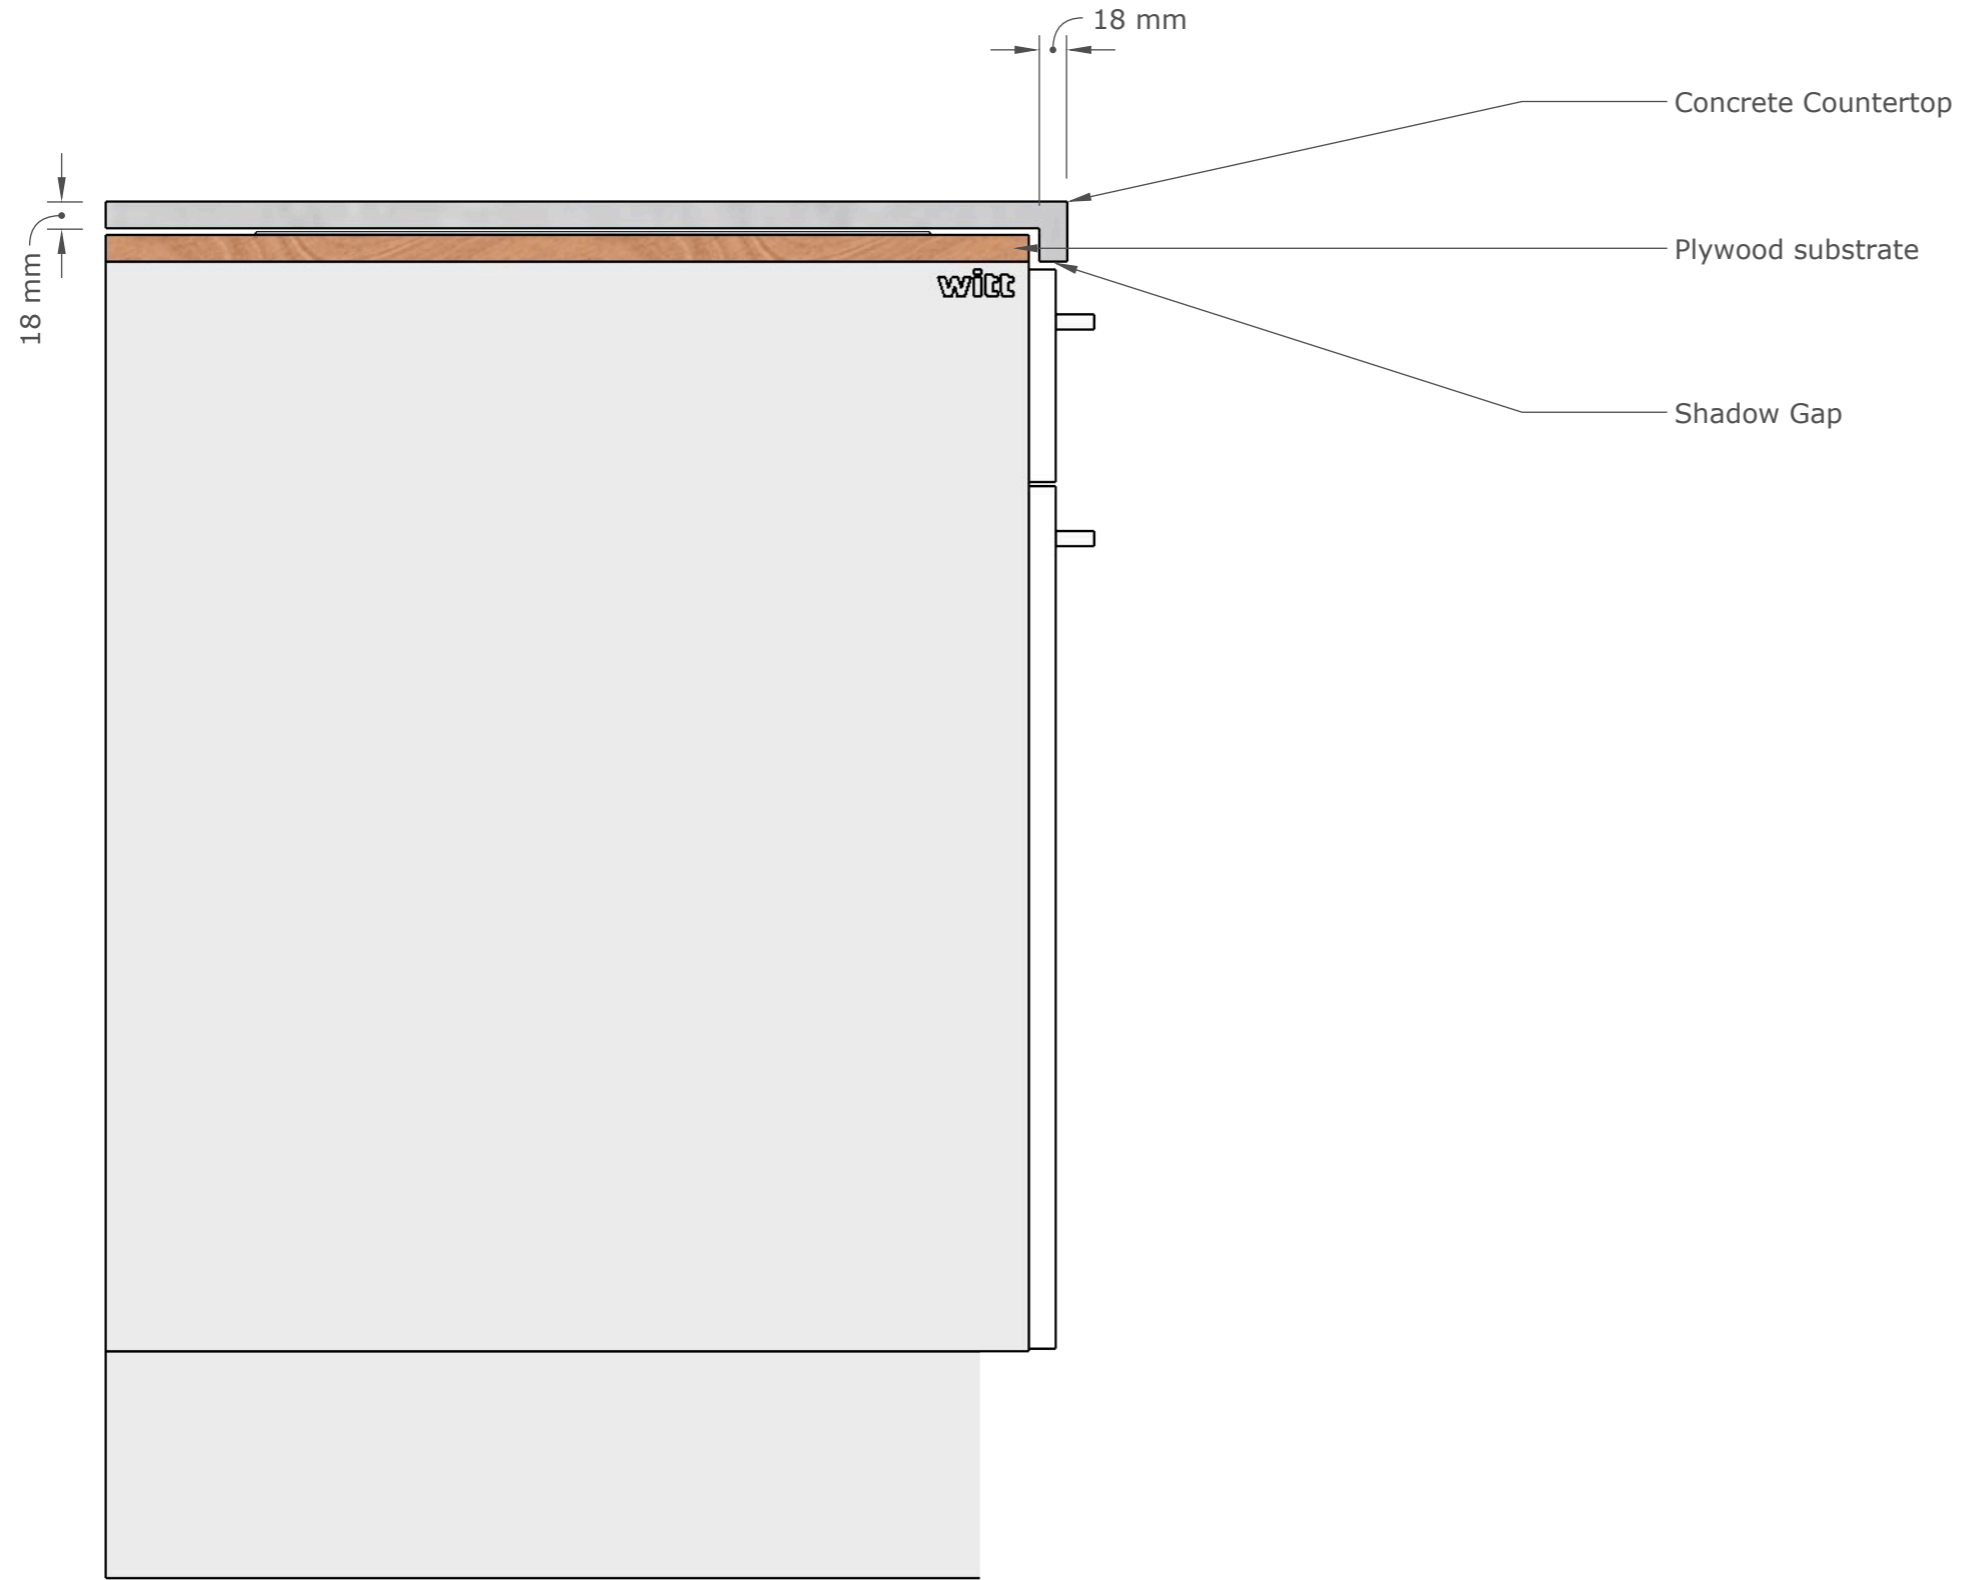 18 mm
Concrete Countertop
18 mm
Plywood substrate
witt
Shadow Gap